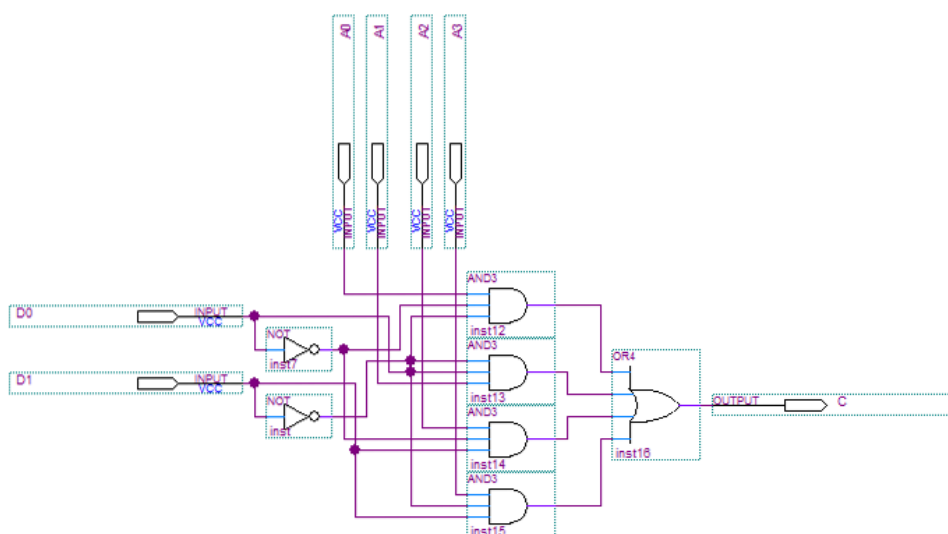 A0
A1
A2
A3
VCC
INPUT
VCC
INPUT
VCC
INPUT
VCC
INPUT
AND3
inst12
D0
INPUT
VCC
NOT
inst7
AND3
inst13
OR4
D1
INPUT
VCC
NOT
inst
OUTPUT
C
AND3
inst14
inst16
AND3
inst15